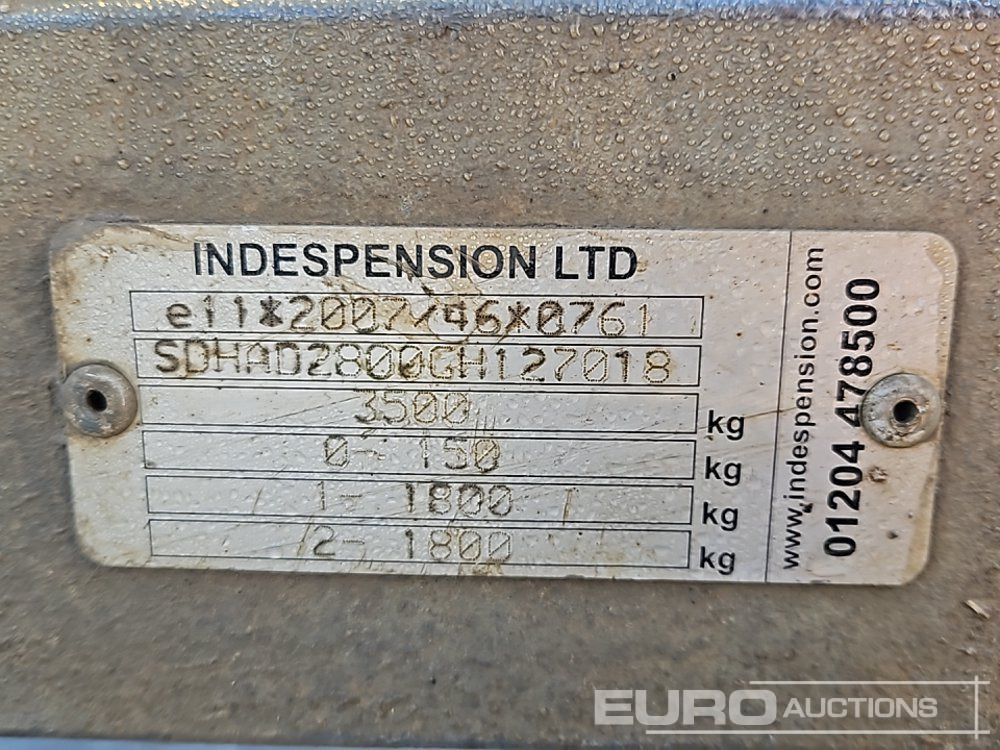 INDESPENSION LTD
e11*2007/46*0761
SDHAD2800GH127018
3500 kg
0- 150 kg
1- 1800 kg
2- 1800 kg
www.indespension.com
01204 478500
EURO AUCTIONS